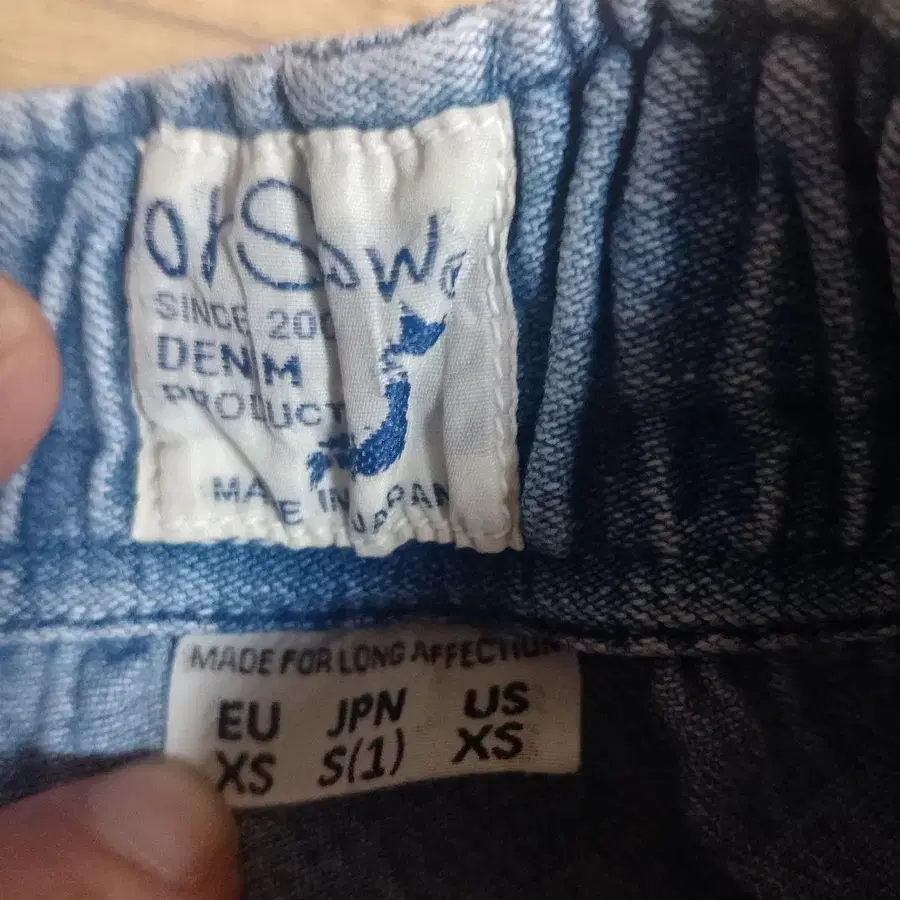 orSlow
SINCE 200
DENIM
PRODUCT
MADE IN JAPAN
MADE FOR LONG AFFECTION
EU JPN US
XS S(1) XS